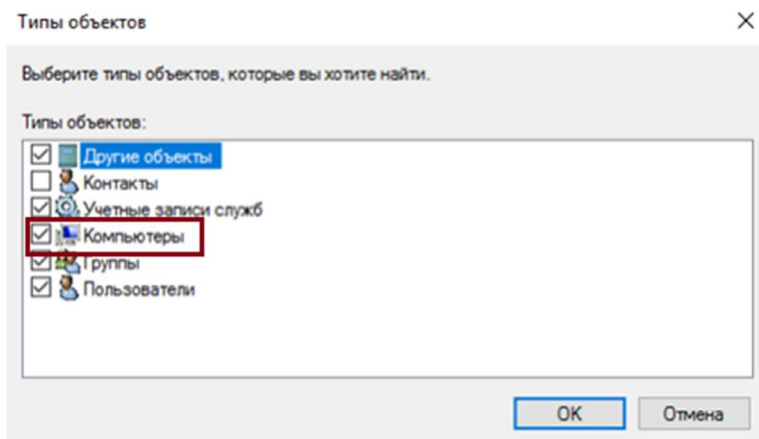 Типы объектов
Выберите типы объектов, которые вы хотите найти.
Типы объектов:
Другие объекты
Контакты
Учетные записи служб
Компьютеры
Группы
Пользователи
OK
Отмена